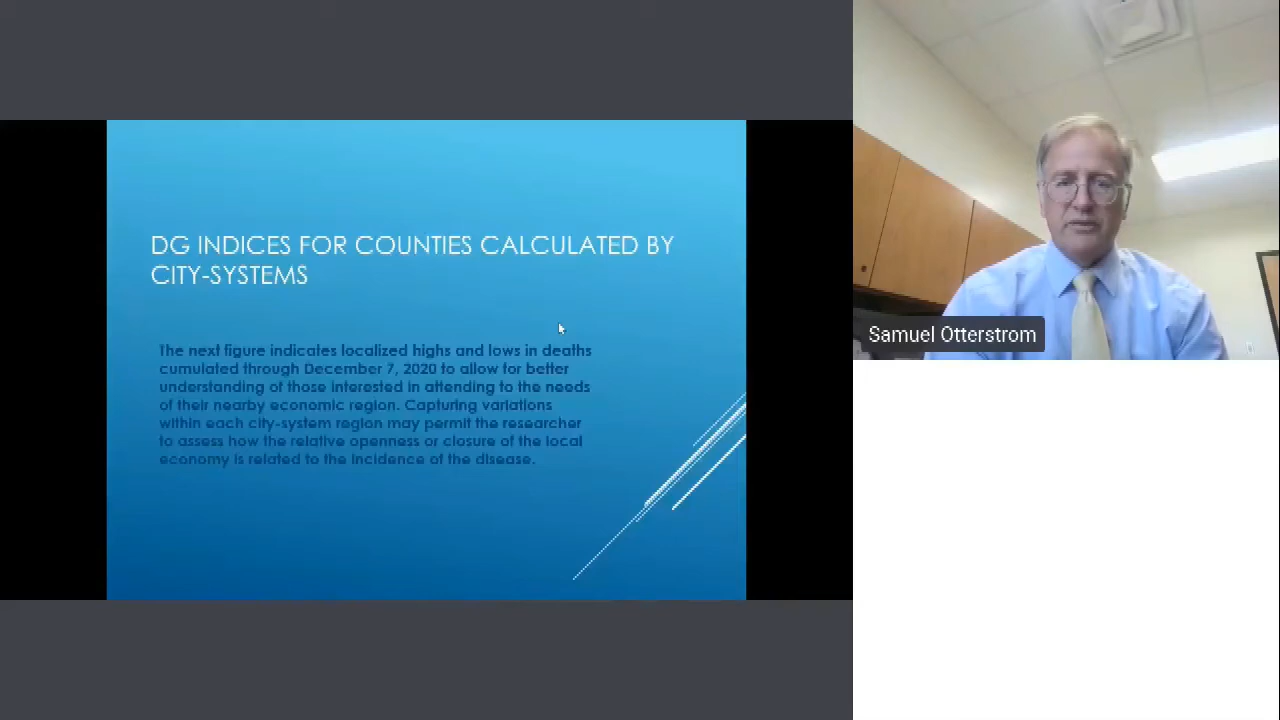 DG INDICES FOR COUNTIES CALCULATED BY
CITY-SYSTEMS
The next figure indicates localized highs and lows in deaths
cumulated through December 7, 2020 to allow for better
understanding of those interested in attending to the needs
of their nearby economic region. Capturing variations
within each city-system region may permit the researcher
to assess how the relative openness or closure of the local
economy is related to the incidence of the disease.
Samuel Otterstrom